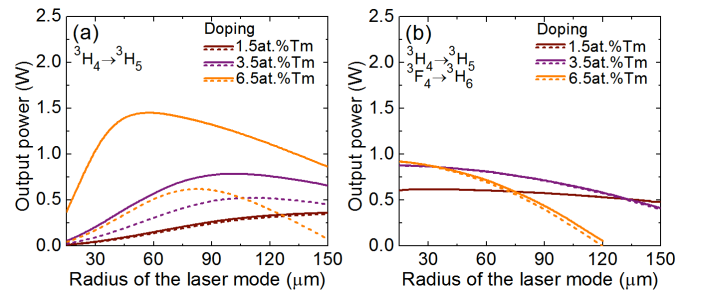 (a)
Doping
³H₄→³H₅
1.5at.%Tm
3.5at.%Tm
6.5at.%Tm
Output power (W)
2.5
2.0
1.5
1.0
0.5
0.0
30 60 90 120 150
Radius of the laser mode (μm)
(b)
Doping
³H₄→³H₅
³F₄→³H₆
1.5at.%Tm
3.5at.%Tm
6.5at.%Tm
Output power (W)
2.5
2.0
1.5
1.0
0.5
0.0
30 60 90 120 150
Radius of the laser mode (μm)